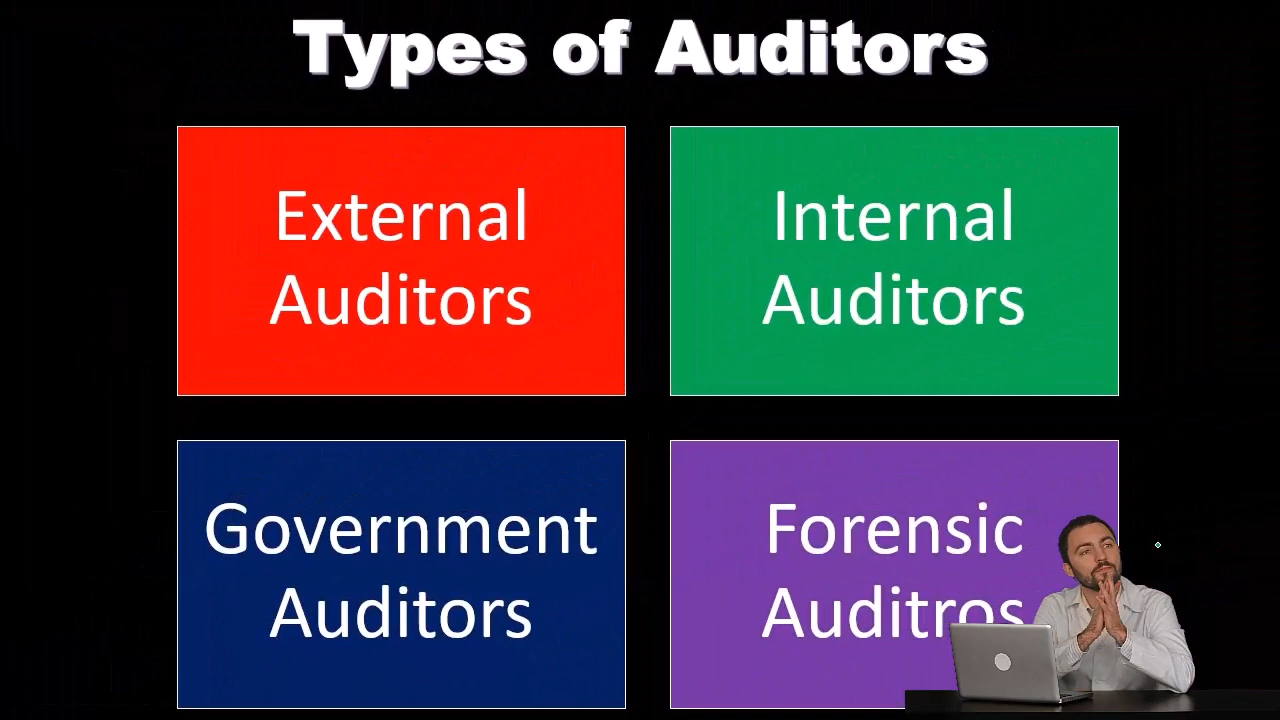 Types of Auditors
External
Auditors
Internal
Auditors
Government
Auditors
Forensic
Auditros